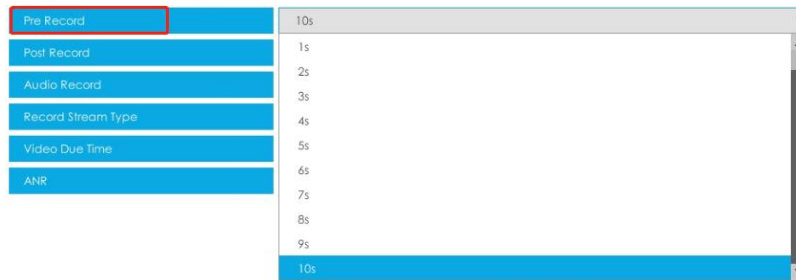 Pre Record
Post Record
Audio Record
Record Stream Type
Video Due Time
ANR
10s
1s
2s
3s
4s
5s
6s
7s
8s
9s
10s